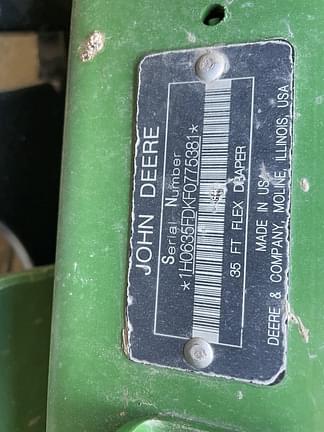 JOHN DEERE
Serial Number
*1H0635FDKF0775381*
35 FT FLEX DRAPER
MADE IN USA
DEERE & COMPANY, MOLINE, ILLINOIS, USA